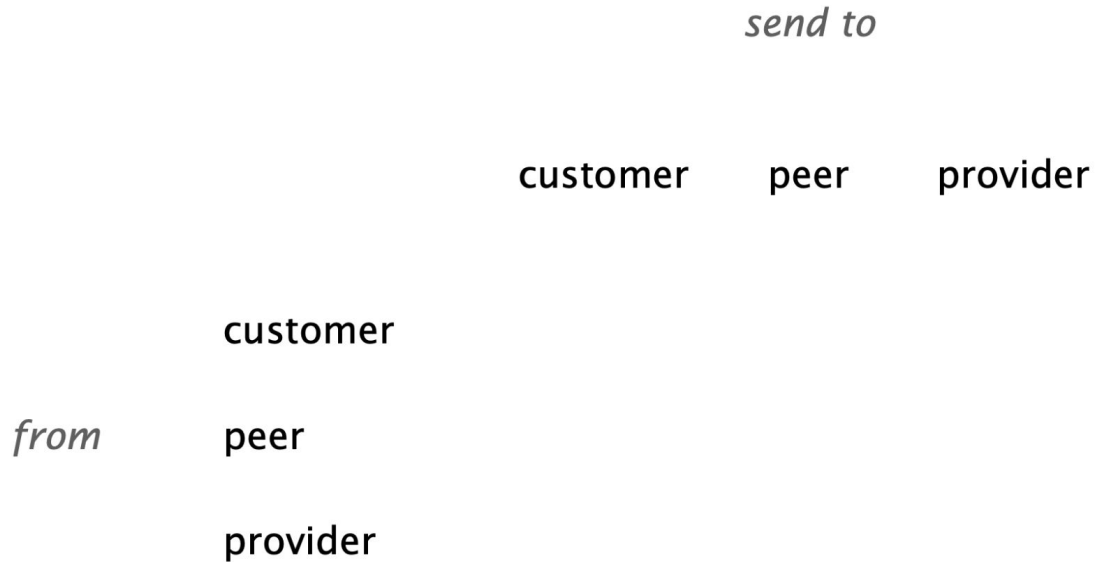 send to
customer peer provider
customer
from peer
provider